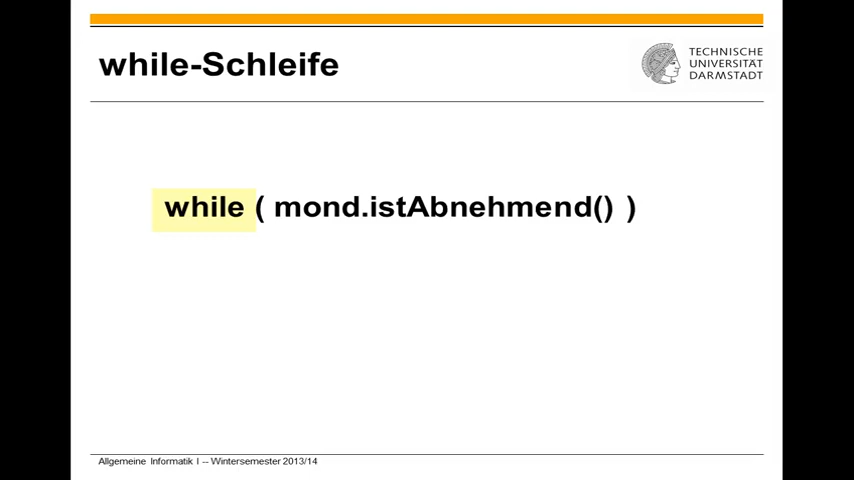 while-Schleife
TECHNISCHE
UNIVERSITÄT
DARMSTADT
while ( mond.istAbnehmend() )
Allgemeine Informatik I -- Wintersemester 2013/14